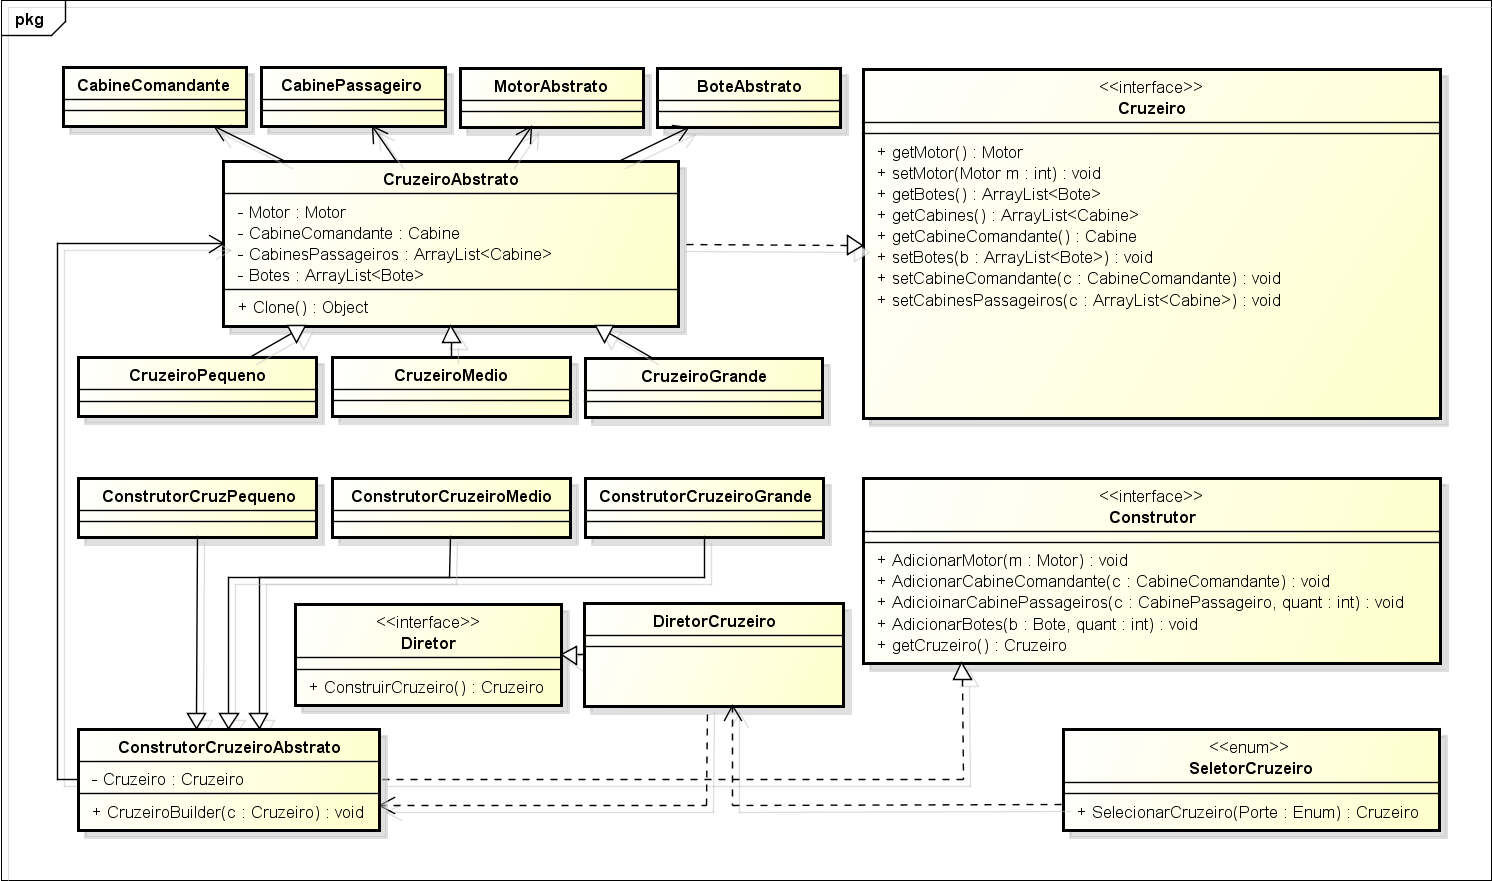 pkg
CabineComandante
CabinePassageiro
MotorAbstrato
BoteAbstrato
<<interface>>
Cruzeiro
+ getMotor() : Motor
+ setMotor(Motor m : int) : void
+ getBotes() : ArrayList<Bote>
+ getCabines() : ArrayList<Cabine>
+ getCabineComandante() : Cabine
+ setBotes(b : ArrayList<Bote>) : void
+ setCabineComandante(c : CabineComandante) : void
+ setCabinesPassageiros(c : ArrayList<Cabine>) : void
CruzeiroAbstrato
- Motor : Motor
- CabineComandante : Cabine
- CabinesPassageiros : ArrayList<Cabine>
- Botes : ArrayList<Bote>
+ Clone() : Object
CruzeiroPequeno
CruzeiroMedio
CruzeiroGrande
ConstrutorCruzPequeno
ConstrutorCruzeiroMedio
ConstrutorCruzeiroGrande
<<interface>>
Construtor
+ AdicionarMotor(m : Motor) : void
+ AdicionarCabineComandante(c : CabineComandante) : void
+ AdicioinarCabinePassageiros(c : CabinePassageiro, quant : int) : void
+ AdicionarBotes(b : Bote, quant : int) : void
+ getCruzeiro() : Cruzeiro
<<interface>>
Diretor
+ ConstruirCruzeiro() : Cruzeiro
DiretorCruzeiro
ConstrutorCruzeiroAbstrato
- Cruzeiro : Cruzeiro
+ CruzeiroBuilder(c : Cruzeiro) : void
<<enum>>
SeletorCruzeiro
+ SelecionarCruzeiro(Porte : Enum) : Cruzeiro